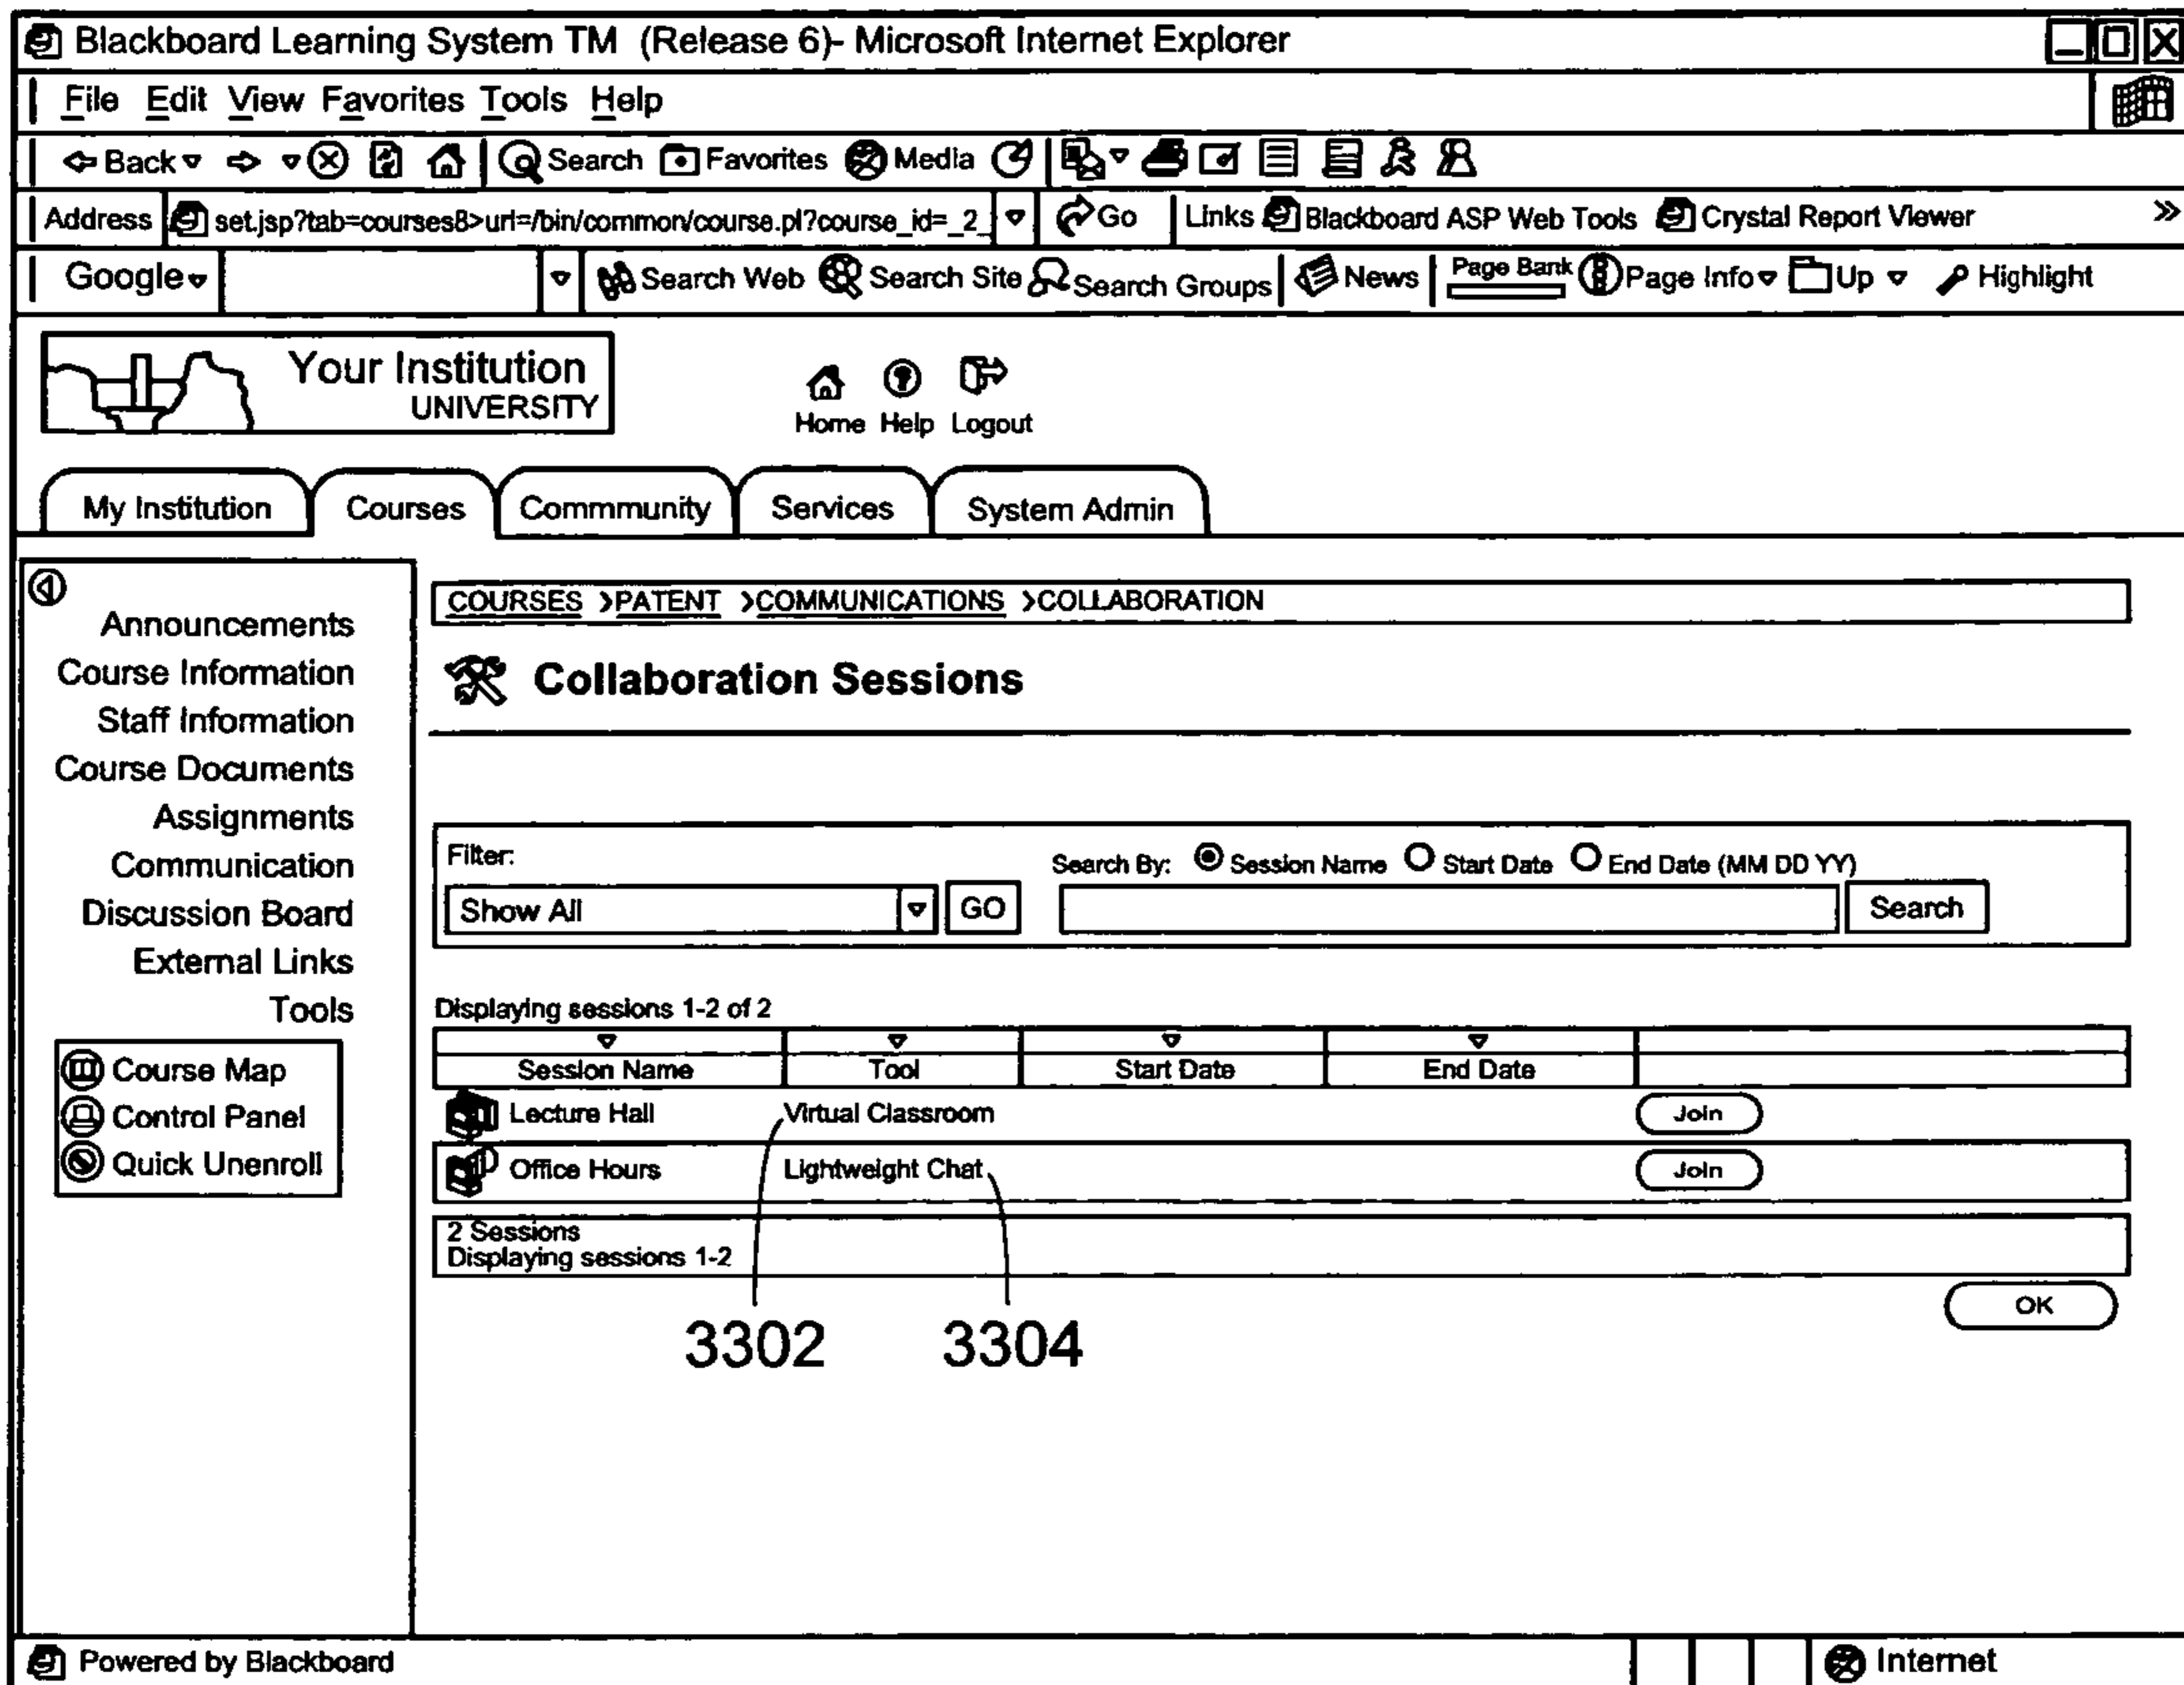 Blackboard Learning System TM (Release 6)- Microsoft Internet Explorer
File Edit View Favorites Tools Help
Back Search Favorites Media
Address set.jsp?tab=courses8>url=/bin/common/course.pl?course_id=_2_ Go Links Blackboard ASP Web Tools Crystal Report Viewer »
Google Search Web Search Site Search Groups News Page Bank Page Info Up Highlight
Your Institution
UNIVERSITY
Home Help Logout
My Institution Courses Commmunity Services System Admin
COURSES >PATENT >COMMUNICATIONS >COLLABORATION
Collaboration Sessions
Announcements
Course Information
Staff Information
Course Documents
Assignments
Communication
Discussion Board
External Links
Tools
Course Map
Control Panel
Quick Unenroll
Filter: Search By: Session Name Start Date End Date (MM DD YY)
Show All GO Search
Displaying sessions 1-2 of 2
Session Name Tool Start Date End Date
Lecture Hall Virtual Classroom Join
Office Hours Lightweight Chat Join
2 Sessions
Displaying sessions 1-2
OK
3302 3304
Powered by Blackboard Internet